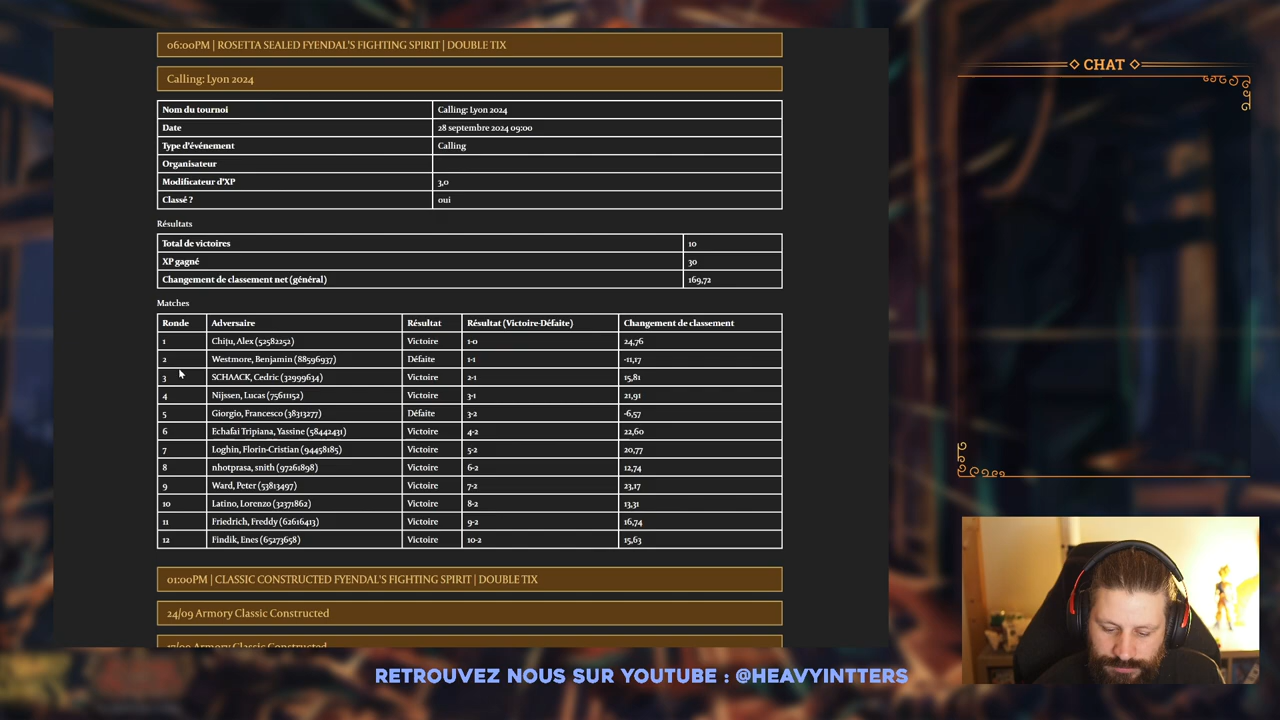 06:00PM | ROSETTA SEALED FYENDAL'S FIGHTING SPIRIT | DOUBLE TIX
Calling: Lyon 2024
Nom du tournoi Calling: Lyon 2024
Date 28 septembre 2024 09:00
Type d'événement Calling
Organisateur
Modificateur d'XP 3,0
Classé ? oui
Résultats
Total de victoires 10
XP gagné 30
Changement de classement net (général) 169,72
Matches
Ronde Adversaire Résultat Résultat (Victoire-Défaite) Changement de classement
1 Chiţu, Alex (52582252) Victoire 1-0 24,76
2 Westmore, Benjamin (88596937) Défaite 1-1 -11,17
3 SCHAACK, Cedric (32999634) Victoire 2-1 15,81
4 Nijssen, Lucas (75611152) Victoire 3-1 21,91
5 Giorgio, Francesco (38313277) Défaite 3-2 -6,57
6 Echafai Tripiana, Yassine (58442431) Victoire 4-2 22,60
7 Loghin, Florin-Cristian (94458185) Victoire 5-2 20,77
8 nhotprasa, snith (97261898) Victoire 6-2 12,74
9 Ward, Peter (53813497) Victoire 7-2 23,17
10 Latino, Lorenzo (32371862) Victoire 8-2 13,31
11 Friedrich, Freddy (62616413) Victoire 9-2 16,74
12 Findik, Enes (65273658) Victoire 10-2 15,63
01:00PM | CLASSIC CONSTRUCTED FYENDAL'S FIGHTING SPIRIT | DOUBLE TIX
24/09 Armory Classic Constructed
17/09 Armory Classic Constructed
CHAT
RETROUVEZ NOUS SUR YOUTUBE : @HEAVYINTTERS